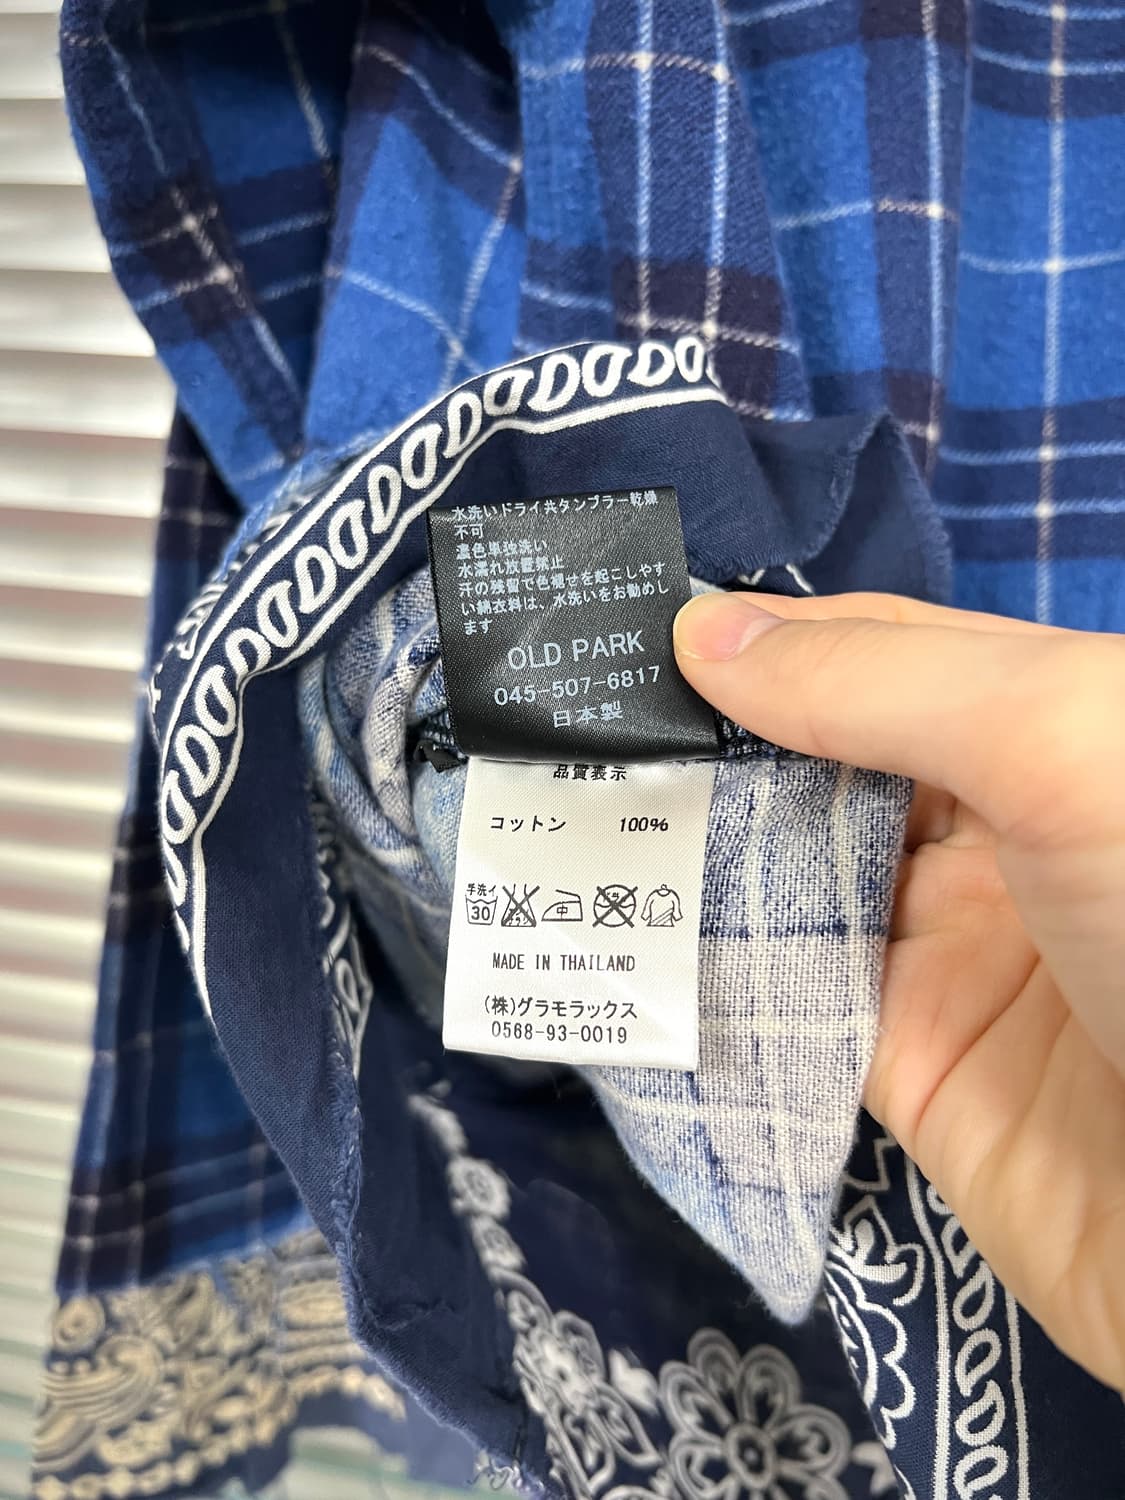 水洗いドライ共タンブラー乾燥
不可
濃色単独洗い
水濡れ放置禁止
汗の残留で色褪せを起こしやす
い綿衣料は、水洗いをお勧めし
ます
OLD PARK
045-507-6817
日本製
品質表示
コットン 100%
手洗イ
30
中
MADE IN THAILAND
(株)グラモラックス
0568-93-0019